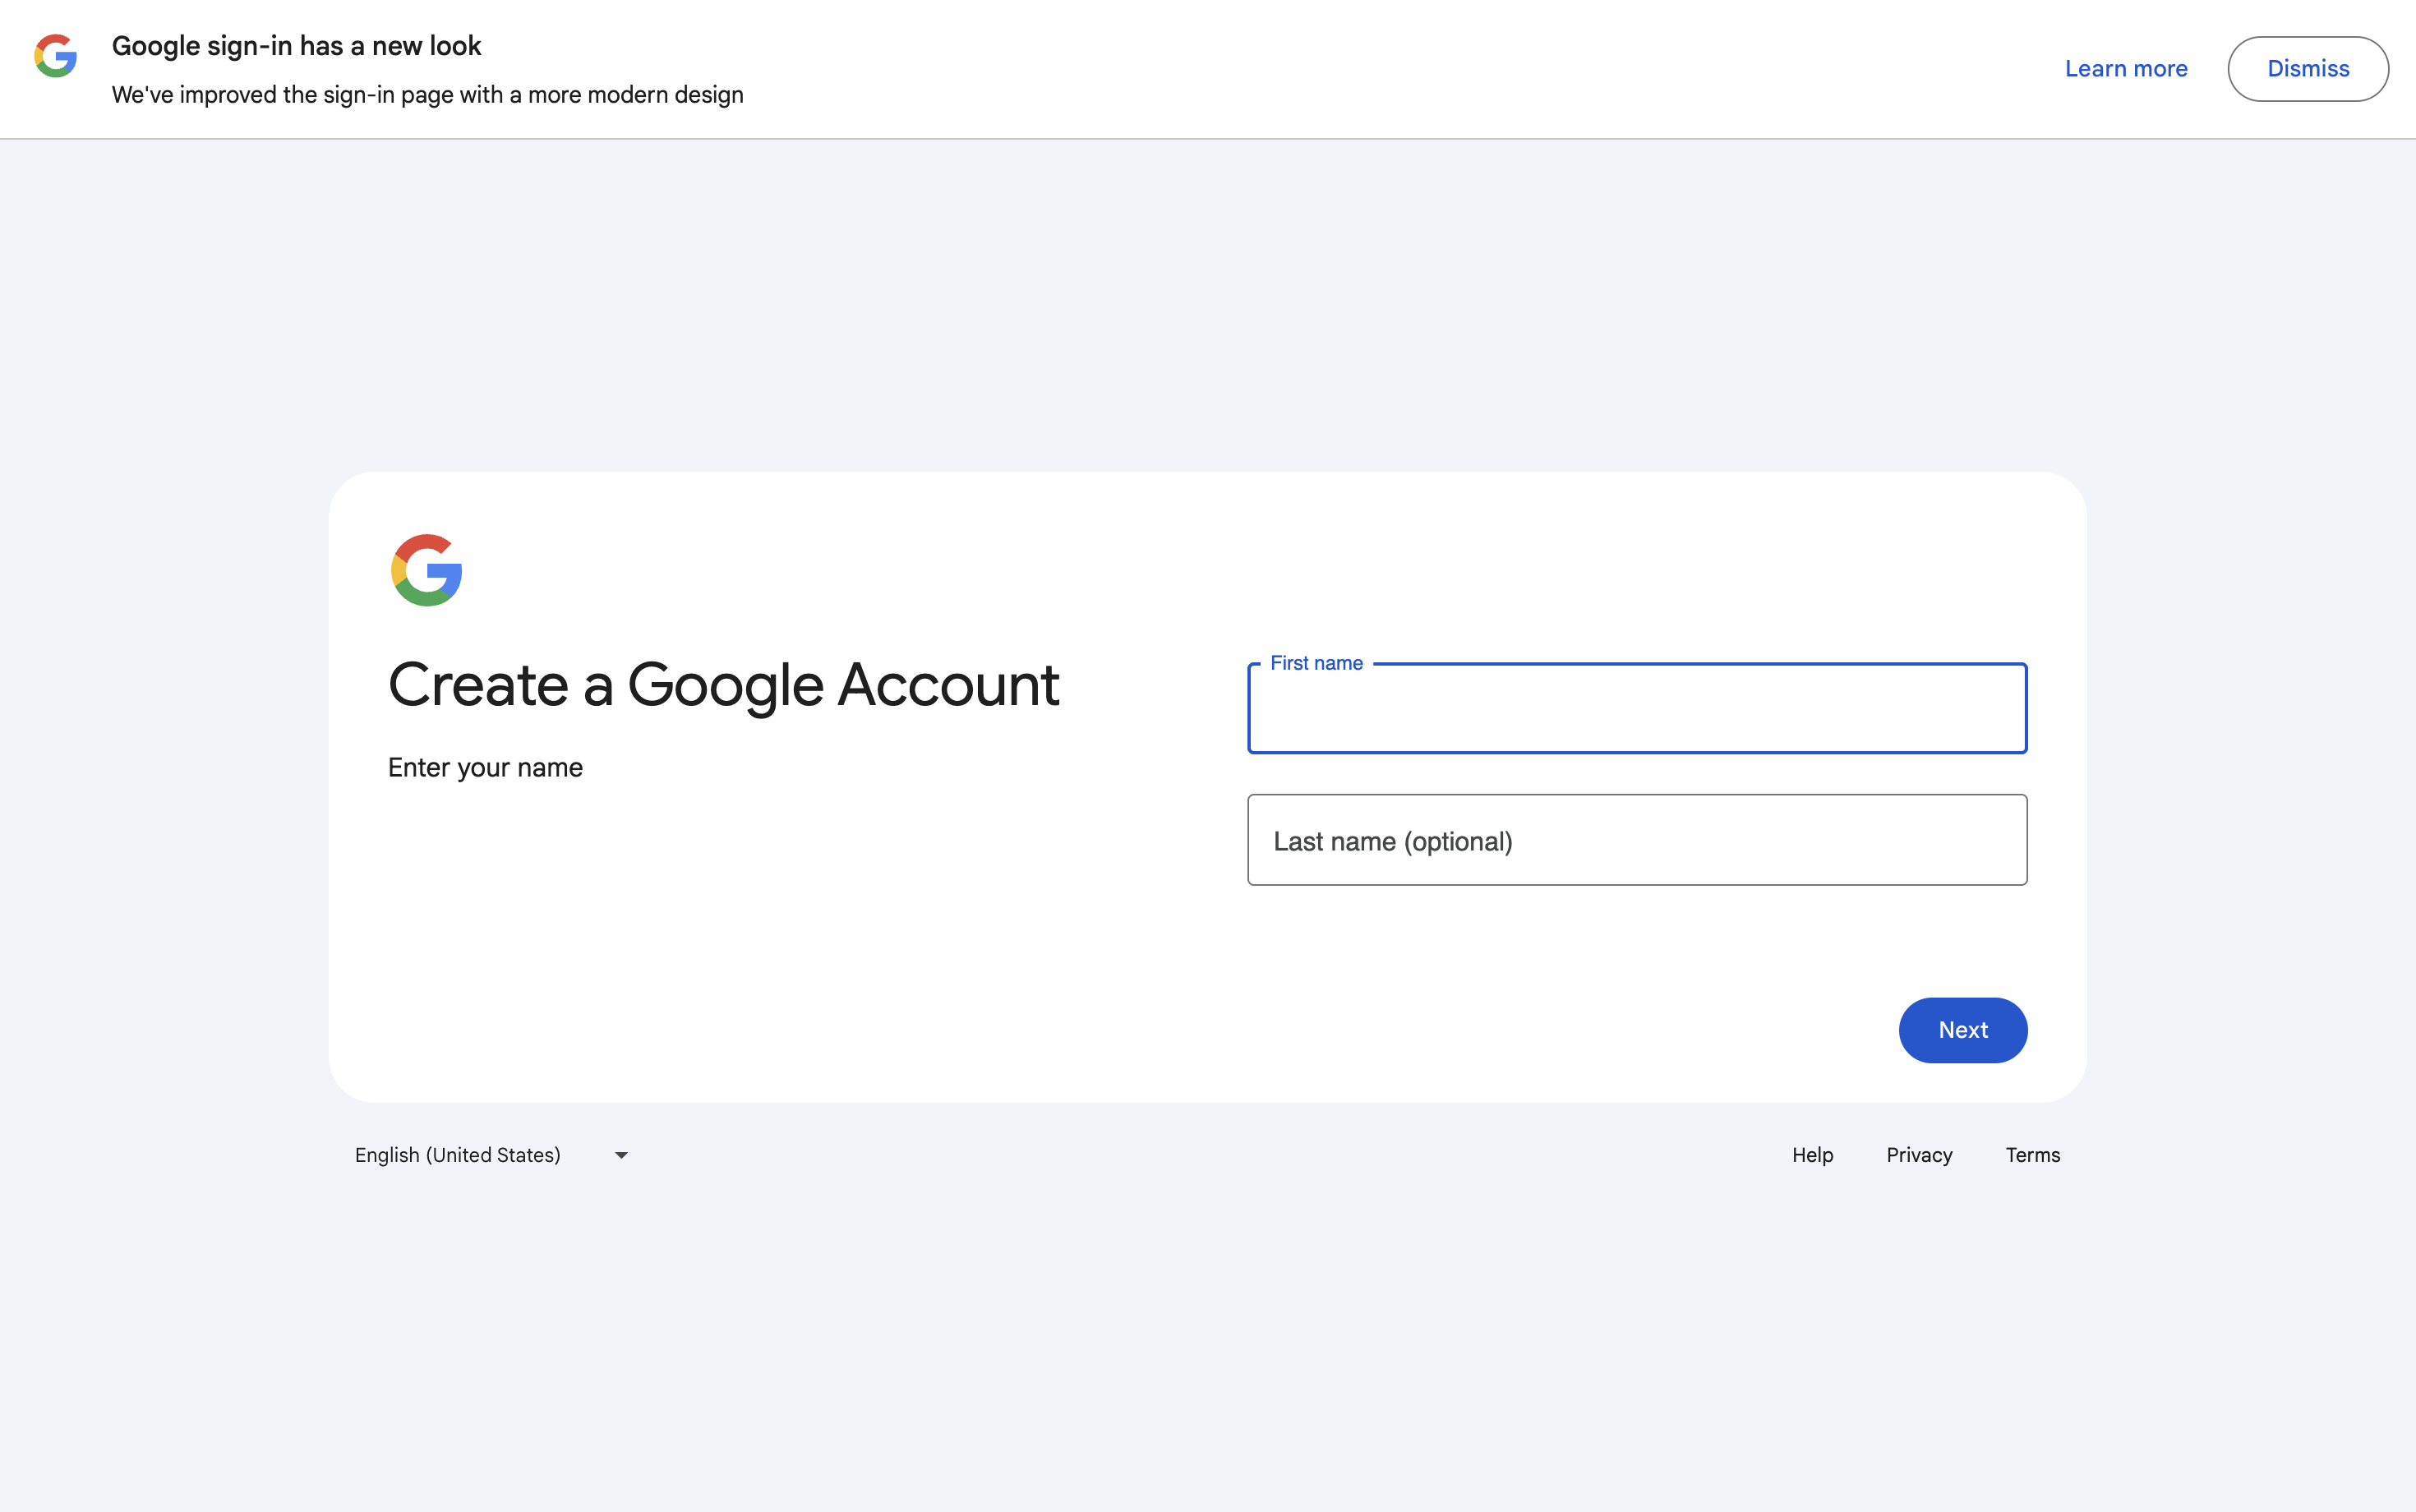 Google sign-in has a new look
We've improved the sign-in page with a more modern design
Learn more
Dismiss
Create a Google Account
Enter your name
First name
Last name (optional)
Next
English (United States)
Help
Privacy
Terms